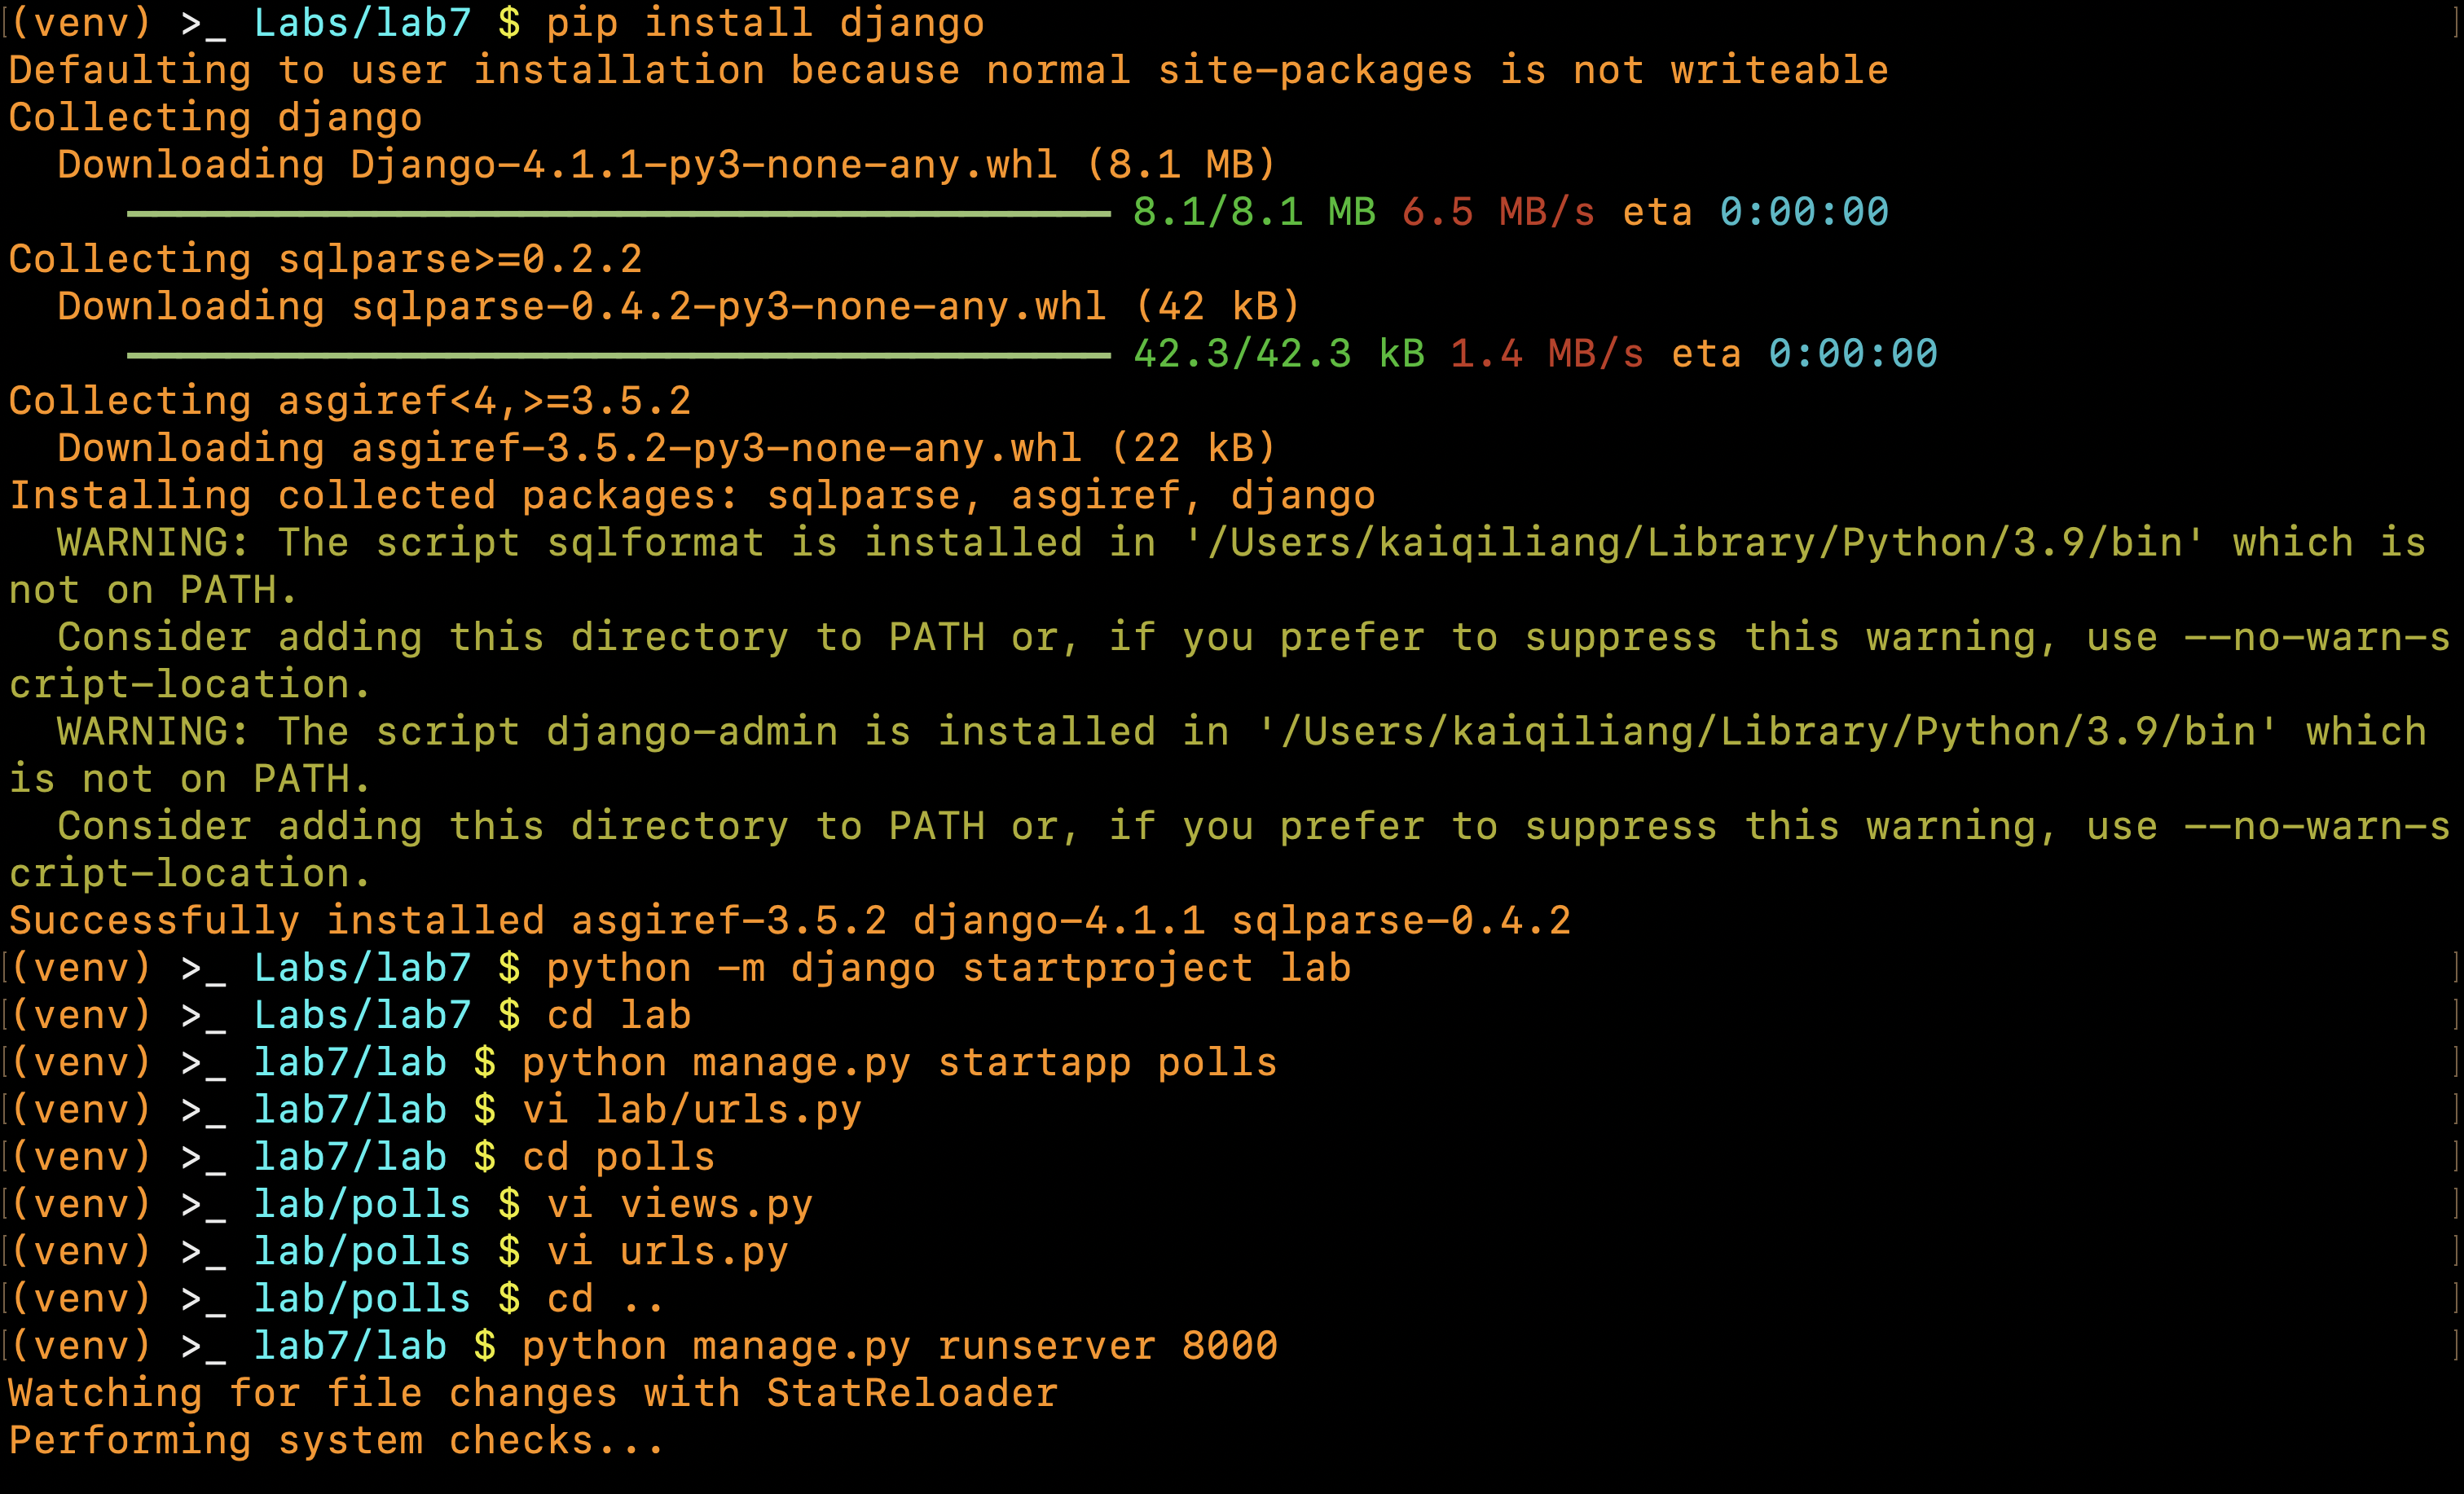 (venv) >_ Labs/lab7 $ pip install django
Defaulting to user installation because normal site-packages is not writeable
Collecting django
  Downloading Django-4.1.1-py3-none-any.whl (8.1 MB)
     ━━━━━━━━━━━━━━━━━━━━━━━━━━━━━━━━━━━━━━━━ 8.1/8.1 MB 6.5 MB/s eta 0:00:00
Collecting sqlparse>=0.2.2
  Downloading sqlparse-0.4.2-py3-none-any.whl (42 kB)
     ━━━━━━━━━━━━━━━━━━━━━━━━━━━━━━━━━━━━━━━━ 42.3/42.3 kB 1.4 MB/s eta 0:00:00
Collecting asgiref<4,>=3.5.2
  Downloading asgiref-3.5.2-py3-none-any.whl (22 kB)
Installing collected packages: sqlparse, asgiref, django
  WARNING: The script sqlformat is installed in '/Users/kaiqiliang/Library/Python/3.9/bin' which is
not on PATH.
  Consider adding this directory to PATH or, if you prefer to suppress this warning, use --no-warn-s
cript-location.
  WARNING: The script django-admin is installed in '/Users/kaiqiliang/Library/Python/3.9/bin' which
is not on PATH.
  Consider adding this directory to PATH or, if you prefer to suppress this warning, use --no-warn-s
cript-location.
Successfully installed asgiref-3.5.2 django-4.1.1 sqlparse-0.4.2
(venv) >_ Labs/lab7 $ python -m django startproject lab
(venv) >_ Labs/lab7 $ cd lab
(venv) >_ lab7/lab $ python manage.py startapp polls
(venv) >_ lab7/lab $ vi lab/urls.py
(venv) >_ lab7/lab $ cd polls
(venv) >_ lab/polls $ vi views.py
(venv) >_ lab/polls $ vi urls.py
(venv) >_ lab/polls $ cd ..
(venv) >_ lab7/lab $ python manage.py runserver 8000
Watching for file changes with StatReloader
Performing system checks...